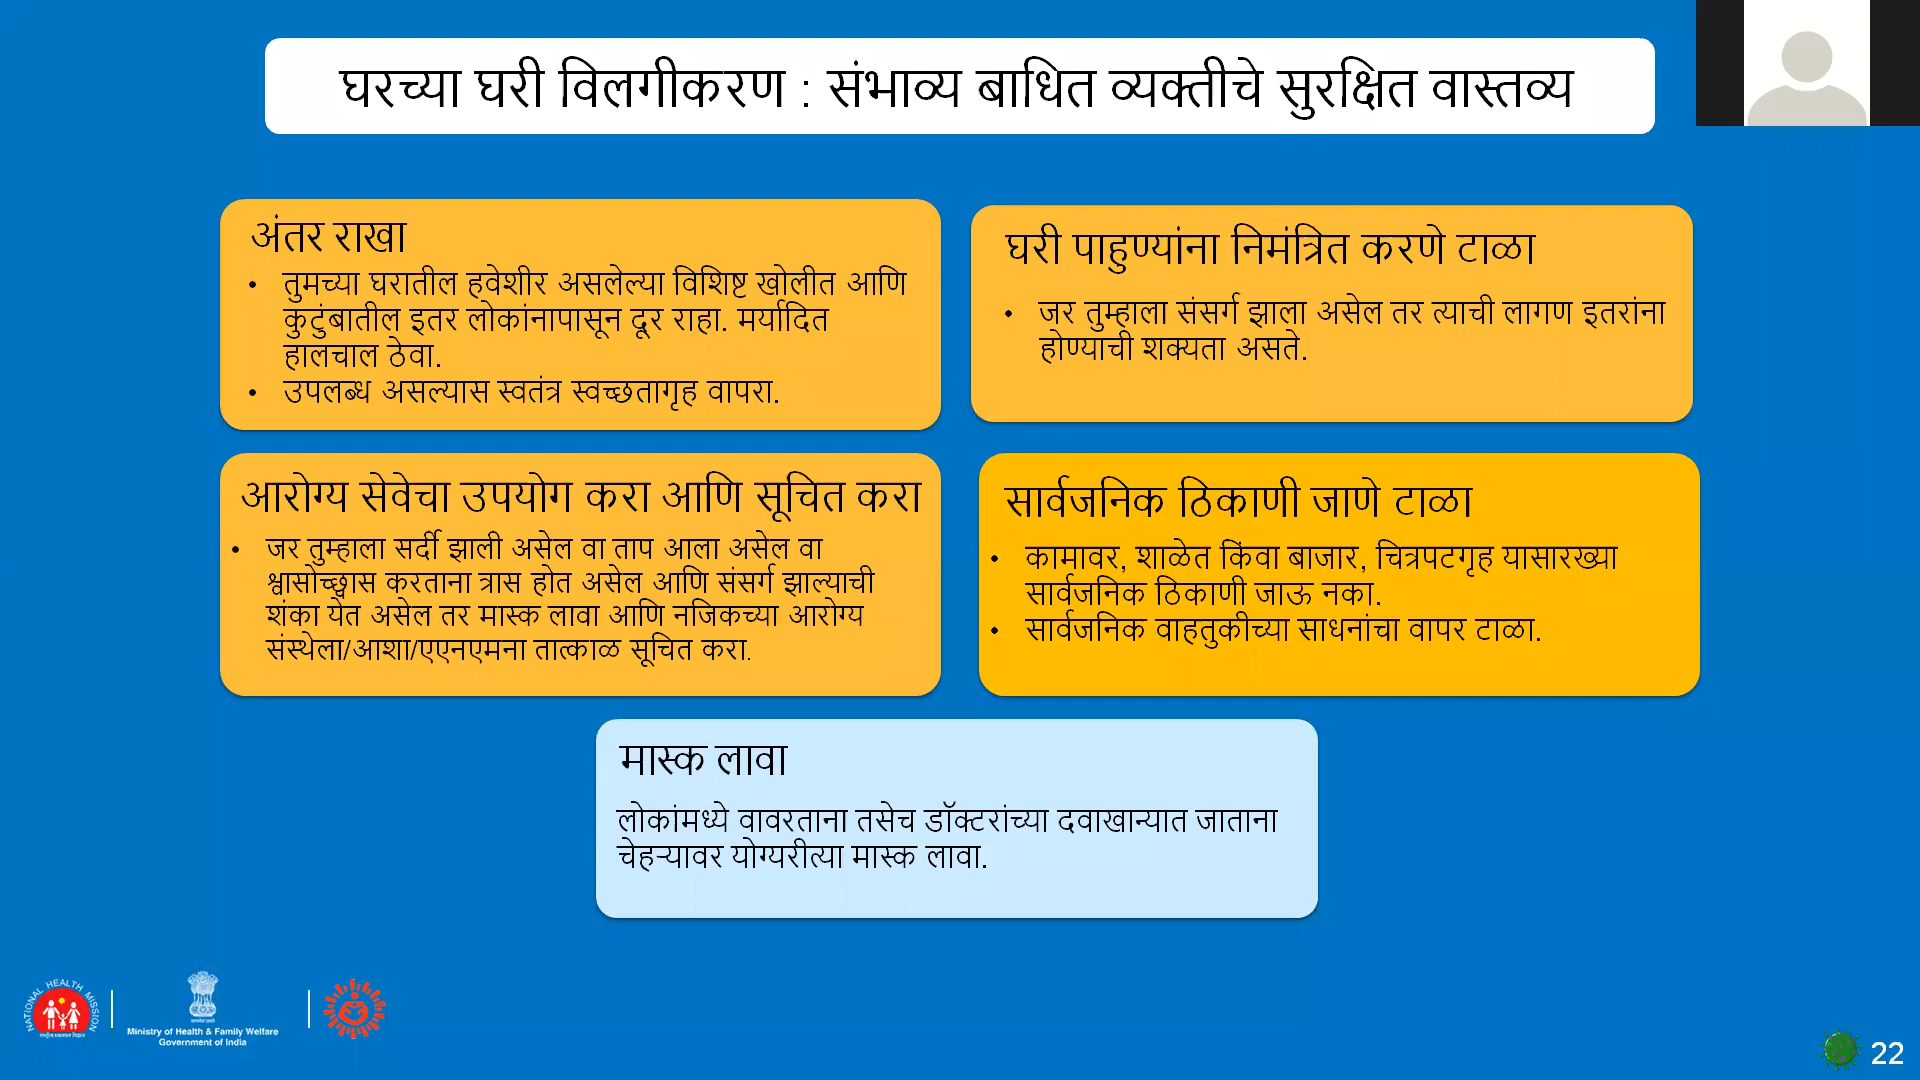 घरच्या घरी विलगीकरण : संभाव्य बाधित व्यक्तीचे सुरक्षित वास्तव्य
अंतर राखा
• तुमच्या घरातील हवेशीर असलेल्या विशिष्ट खोलीत आणि
कुटुंबातील इतर लोकांनापासून दूर राहा. मर्यादित
हालचाल ठेवा.
• उपलब्ध असल्यास स्वतंत्र स्वच्छतागृह वापरा.
घरी पाहुण्यांना निमंत्रित करणे टाळा
• जर तुम्हाला संसर्ग झाला असेल तर त्याची लागण इतरांना
होण्याची शक्यता असते.
आरोग्य सेवेचा उपयोग करा आणि सूचित करा
• जर तुम्हाला सर्दी झाली असेल वा ताप आला असेल वा
श्वासोच्छ्वास करताना त्रास होत असेल आणि संसर्ग झाल्याची
शंका येत असेल तर मास्क लावा आणि नजिकच्या आरोग्य
संस्थेला/आशा/एएनएमना तात्काळ सूचित करा.
सार्वजनिक ठिकाणी जाणे टाळा
• कामावर, शाळेत किंवा बाजार, चित्रपटगृह यासारख्या
सार्वजनिक ठिकाणी जाऊ नका.
• सार्वजनिक वाहतुकीच्या साधनांचा वापर टाळा.
मास्क लावा
लोकांमध्ये वावरताना तसेच डॉक्टरांच्या दवाखान्यात जाताना
चेहऱ्यावर योग्यरीत्या मास्क लावा.
NATIONAL HEALTH MISSION
Ministry of Health & Family Welfare
Government of India
22